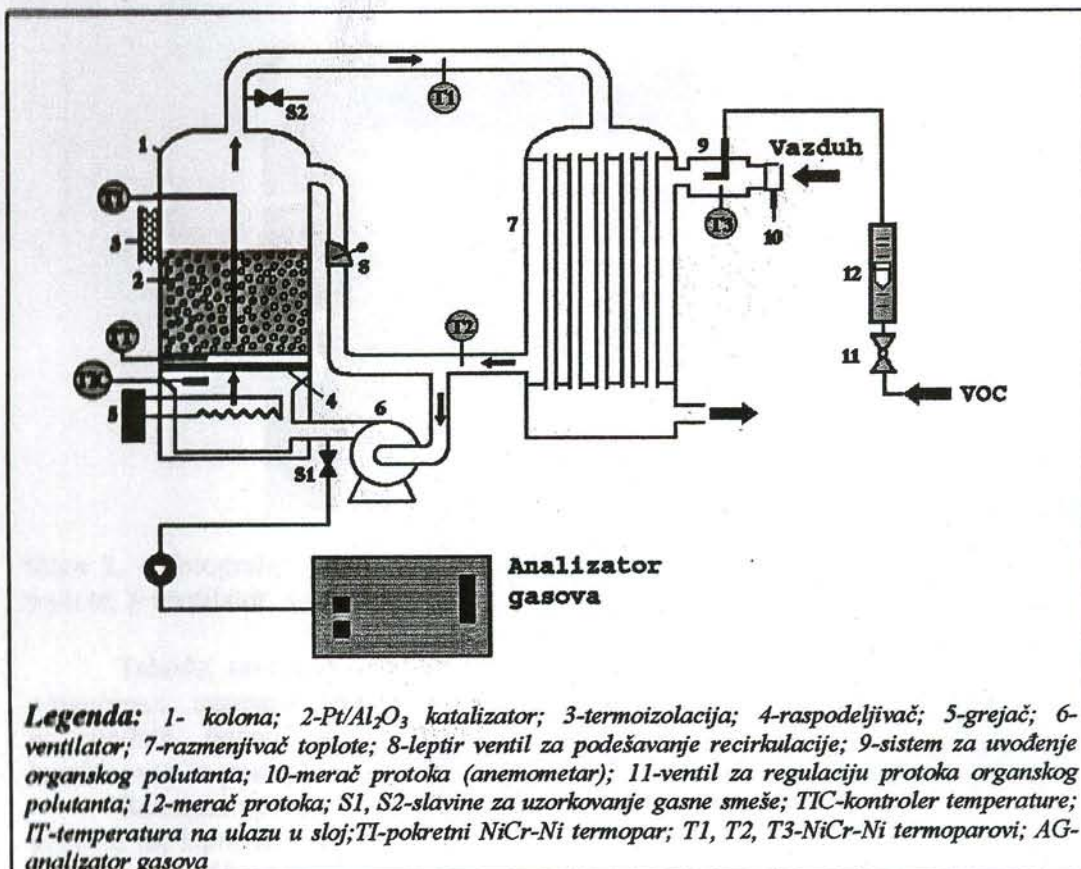 S2
T1
1
9
Vazduh
TI
3
7
T3
10
2
8
12
T2
IT
11
TIC
5
4
6
VOC
S1
Analizator
gasova
Legenda: 1- kolona; 2-Pt/Al₂O₃ katalizator; 3-termoizolacija; 4-raspodeljivač; 5-grejač; 6-
ventilator; 7-razmenjivač toplote; 8-leptir ventil za podešavanje recirkulacije; 9-sistem za uvođenje
organskog polutanta; 10-merač protoka (anemometar); 11-ventil za regulaciju protoka organskog
polutanta; 12-merač protoka; S1, S2-slavine za uzorkovanje gasne smeše; TIC-kontroler temperature;
IT-temperatura na ulazu u sloj;TI-pokretni NiCr-Ni termopar; T1, T2, T3-NiCr-Ni termoparovi; AG-
analizator gasova